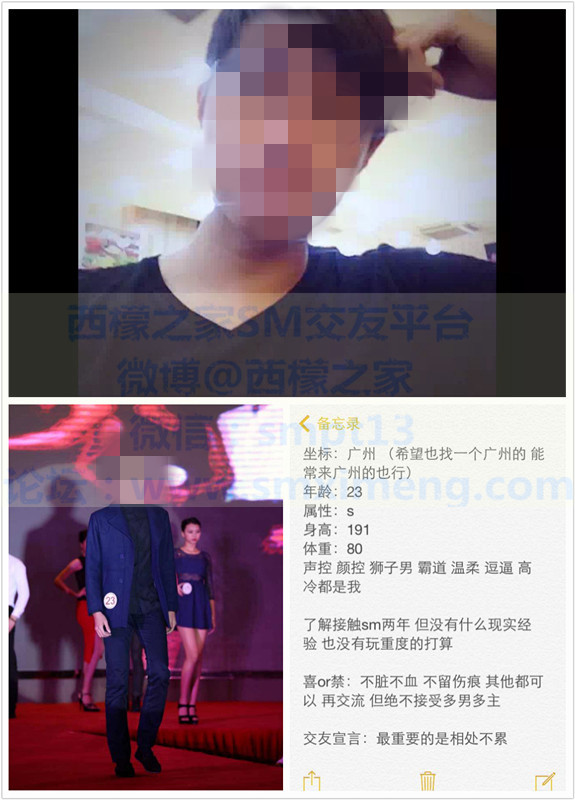 西檬之家SM交友平台
微博@西檬之家
微信：smpt13
论坛：www.smximeng.com
备忘录
坐标：广州 （希望也找一个广州的 能
常来广州的也行）
年龄：23
属性：s
身高：191
体重：80
声控 颜控 狮子男 霸道 温柔 逗逼 高
冷都是我
了解接触sm两年 但没有什么现实经
验 也没有玩重度的打算
喜or禁：不脏不血 不留伤痕 其他都可
以 再交流 但绝不接受多男多主
交友宣言：最重要的是相处不累
23